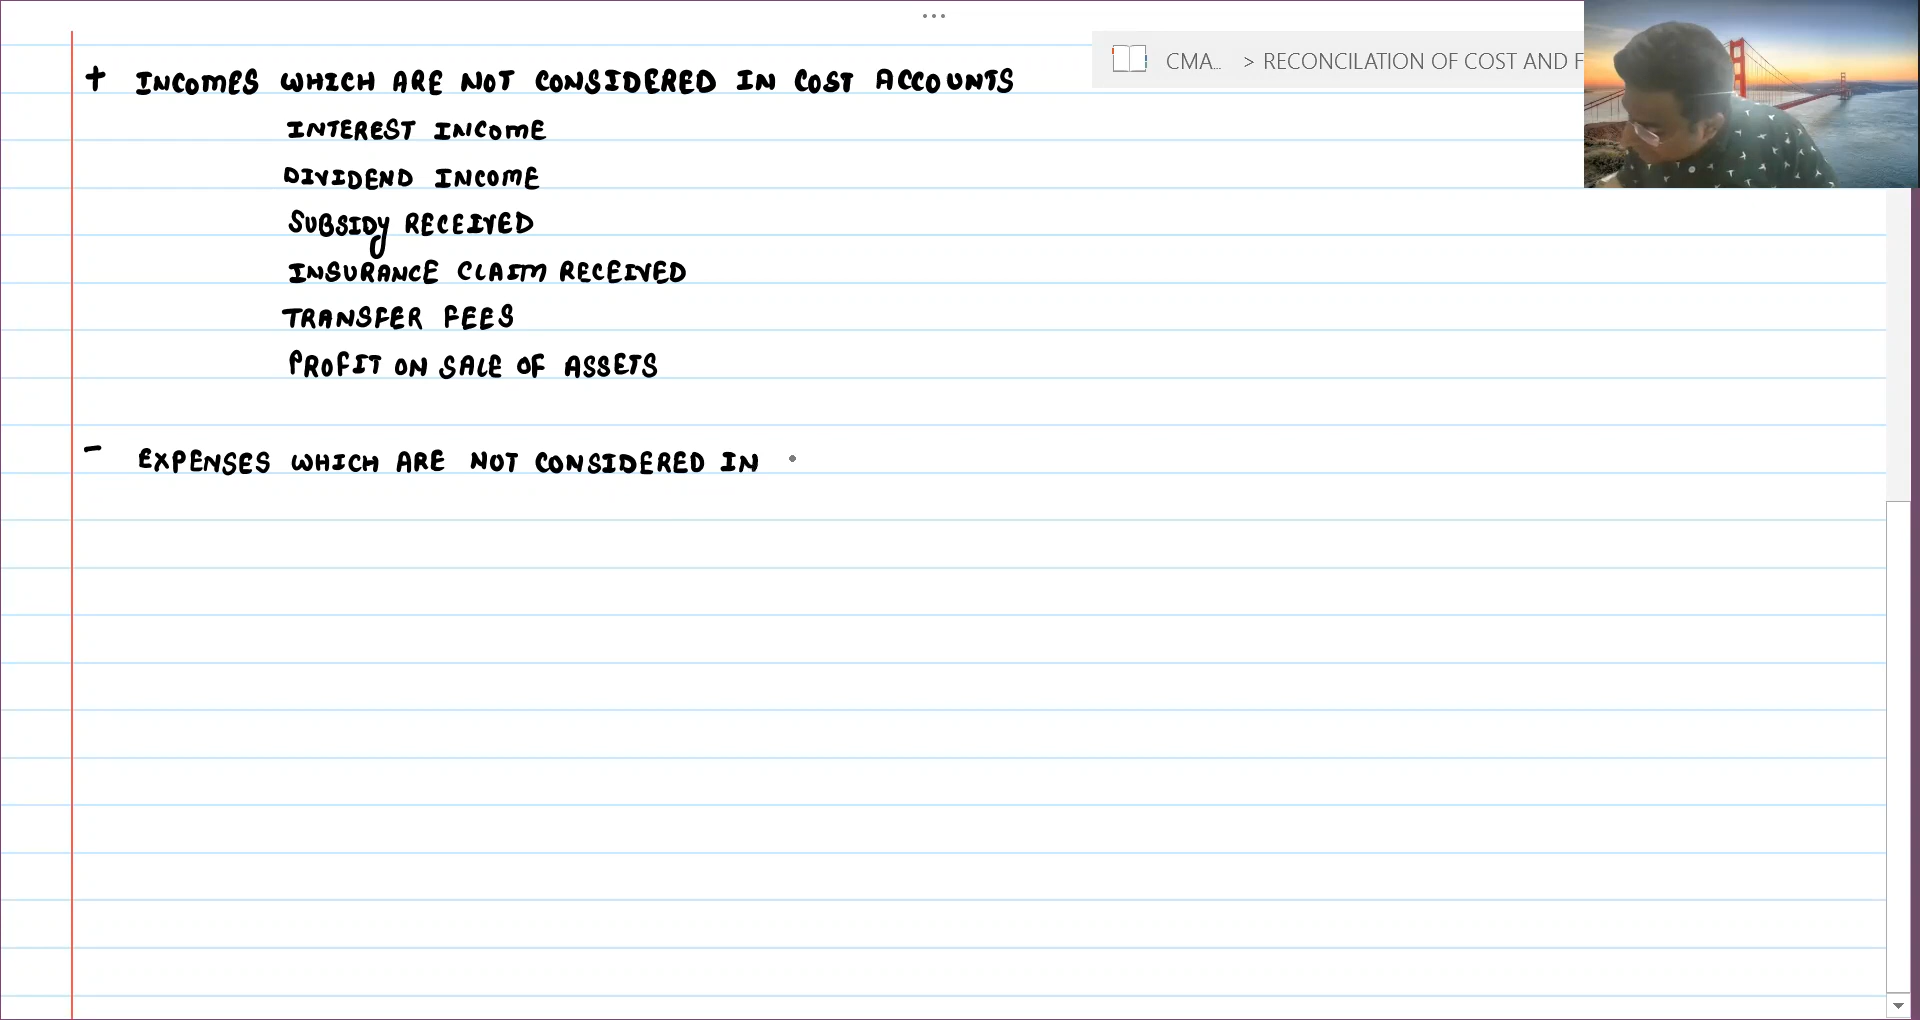 ...
CMA... > RECONCILATION OF COST AND F
+ INCOMES WHICH ARE NOT CONSIDERED IN COST ACCOUNTS
INTEREST INCOME
DIVIDEND INCOME
SUBSIDY RECEIVED
INSURANCE CLAIM RECEIVED
TRANSFER FEES
PROFIT ON SALE OF ASSETS
- EXPENSES WHICH ARE NOT CONSIDERED IN